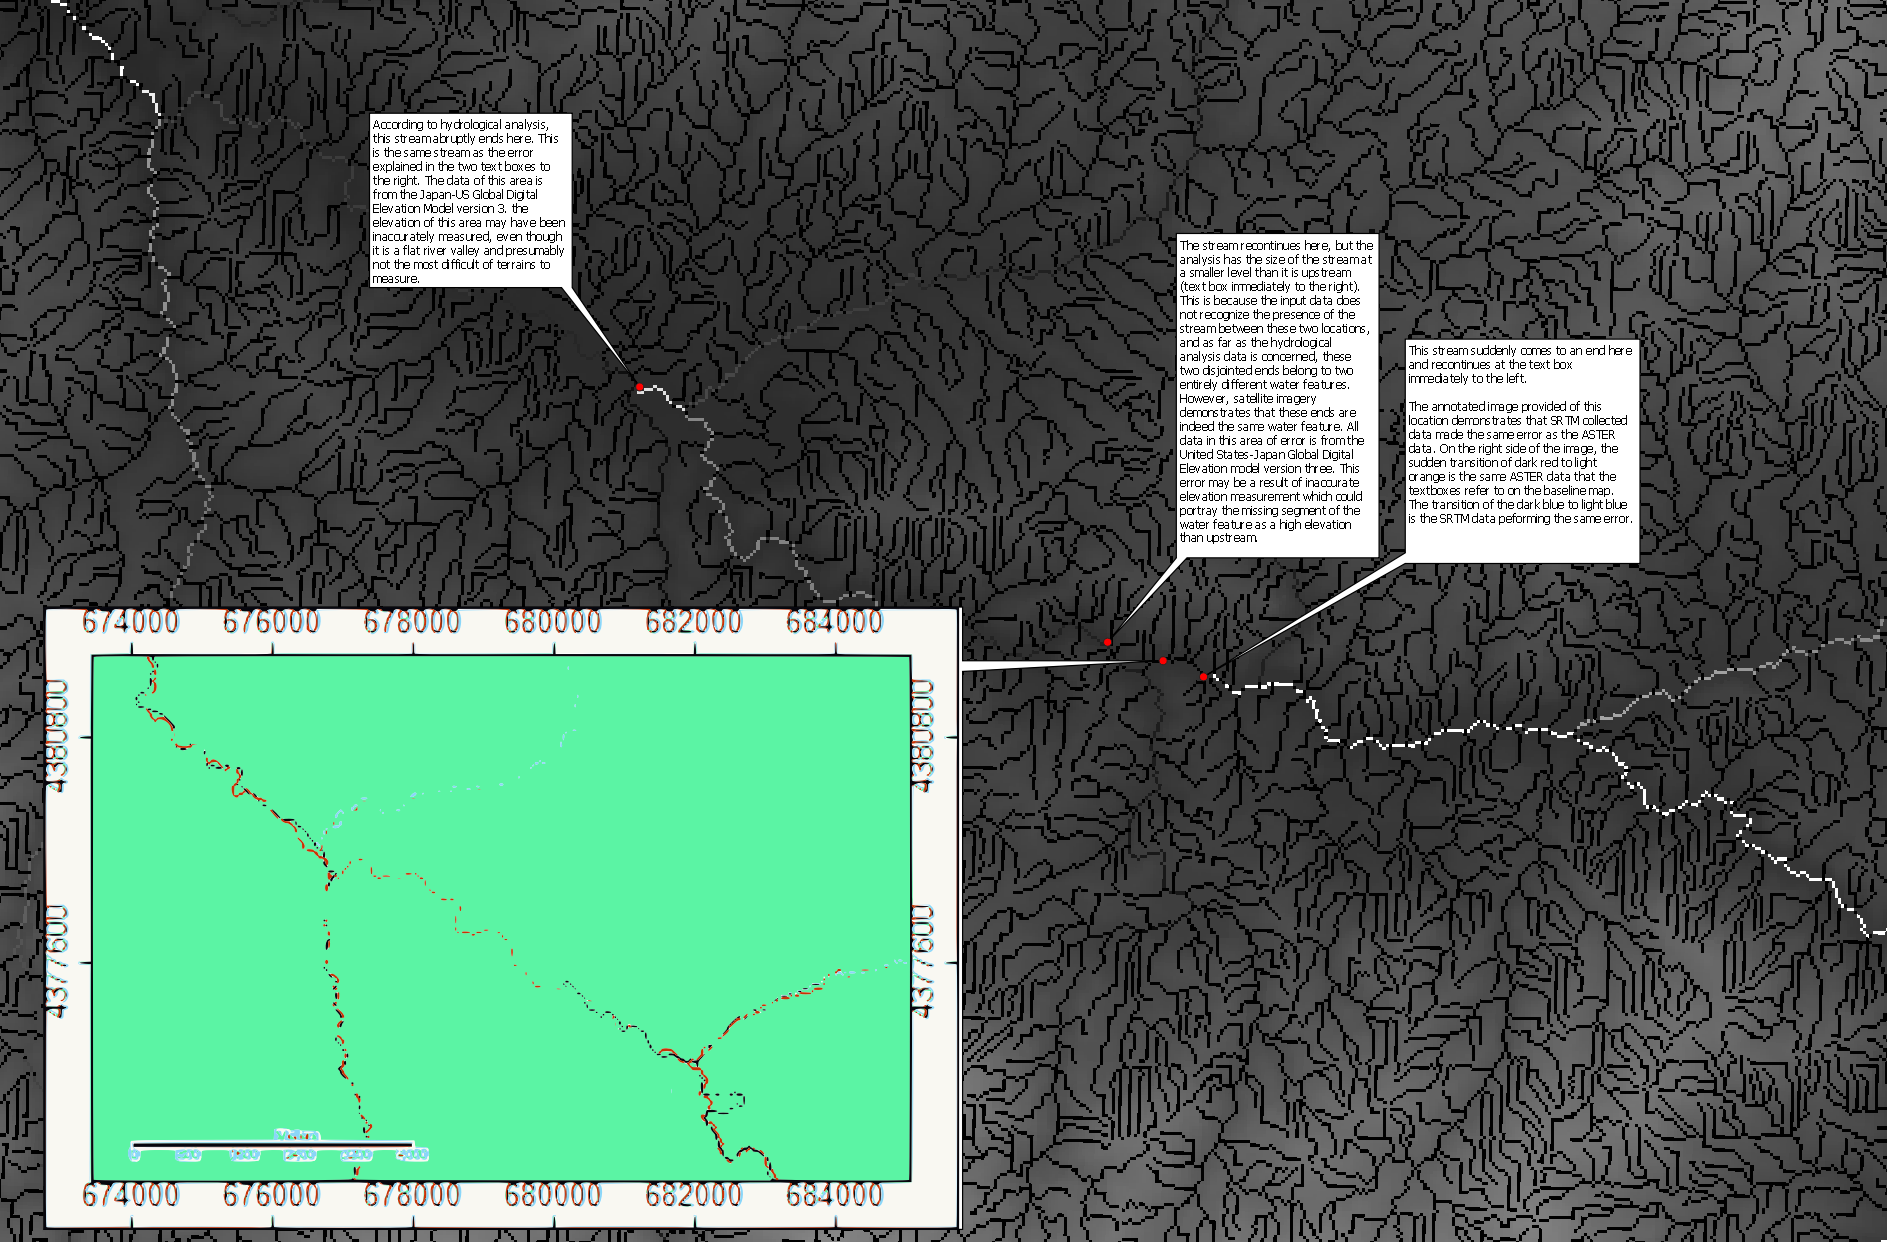 According to hydrological analysis,
this stream abruptly ends here. This
is the same stream as the error
explained in the two text boxes to
the right. The data of this area is
from the Japan-US Global Digital
Elevation Model version 3. the
elevation of this area may have been
inaccurately measured, even though
it is a flat river valley and presumably
not the most difficult of terrains to
measure.
The stream recontinues here, but the
analysis has the size of the stream at
a smaller level than it is upstream
(text box immediately to the right).
This is because the input data does
not recognize the presence of the
stream between these two locations,
and as far as the hydrological
analysis data is concerned, these
two disjointed ends belong to two
entirely different water features.
However, satellite imagery
demonstrates that these ends are
indeed the same water feature. All
data in this area of error is from the
United States-Japan Global Digital
Elevation model version three. This
error may be a result of inaccurate
elevation measurement which could
portray the missing segment of the
water feature as a high elevation
than upstream.
This stream suddenly comes to an end here
and recontinues at the text box
immediately to the left.
The annotated image provided of this
location demonstrates that SRTM collected
data made the same error as the ASTER
data. On the right side of the image, the
sudden transition of dark red to light
orange is the same ASTER data that the
textboxes refer to on the baseline map.
The transition of the dark blue to light blue
is the SRTM data peforming the same error.
674000 676000 678000 680000 682000 684000
4380800 4380800
4377600 4377600
0 800 1600 2400 3200 4000
674000 676000 678000 680000 682000 684000